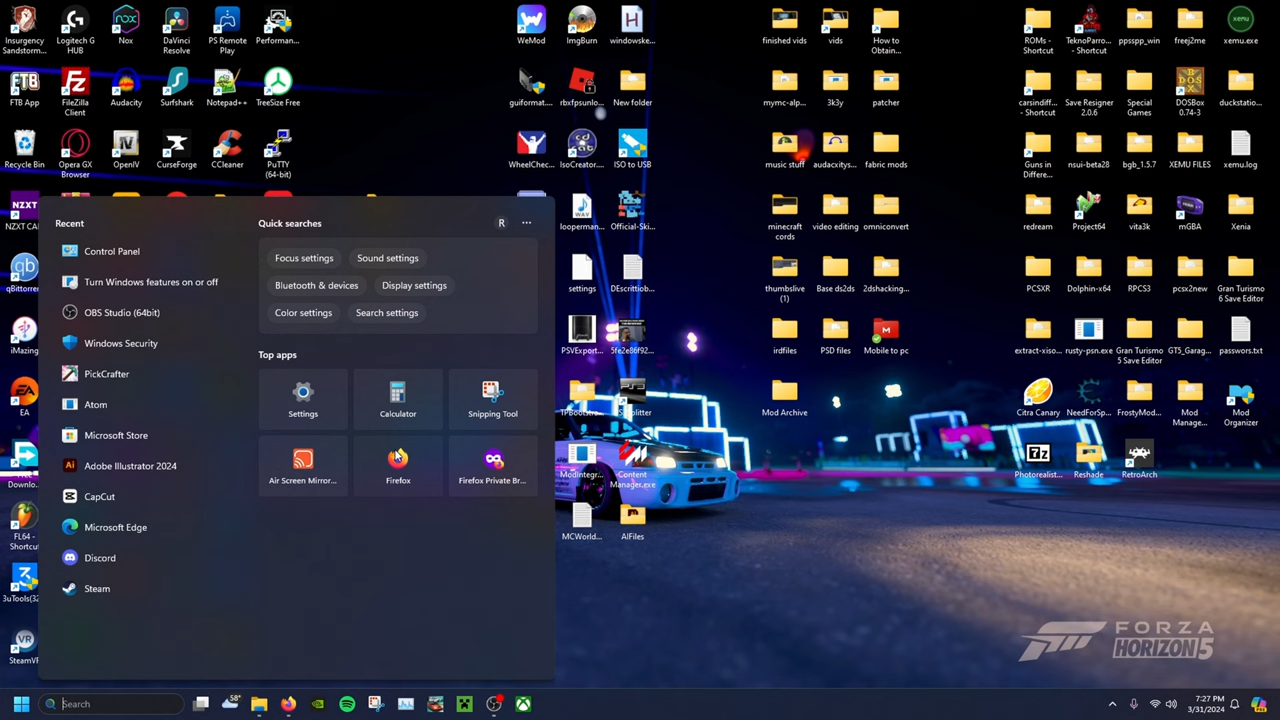 Insurgency
Sandstorm...
Logitech G
HUB
Nox
DaVinci
Resolve
PS Remote
Play
Performan...
WeMod
ImgBurn
windowske...
finished vids
vids
How to
Obtain...
ROMs -
Shortcut
TeknoParro...
- Shortcut
ppsspp_win
freej2me
xemu
xemu.exe
FTB
FTB App
FileZilla
Client
Audacity
Surfshark
Notepad++
TreeSize Free
guiformat...
rbxfpsunlo...
New folder
mymc-alp...
3k3y
patcher
carsindiff...
- Shortcut
Save Resigner
2.0.6
Special
Games
DOSBox
0.74-3
duckstatio...
Recycle Bin
Opera GX
Browser
OpenIV
CurseForge
CCleaner
PuTTY
(64-bit)
WheelChec...
IsoCreator...
ISO to USB
music stuff
audacxitys...
fabric mods
Guns in
Differe...
nsui-beta28
bgb_1.5.7
XEMU FILES
xemu.log
NZXT
NZXT CA
looperman...
Official-Ski...
minecraft
cords
video editing
omniconvert
redream
Project64
vita3k
mGBA
Xenia
qBittorren
settings
DEscrittiob...
thumbslive
(1)
Base ds2ds
2dshacking...
PCSXR
Dolphin-x64
RPCS3
pcsx2new
Gran Turismo
6 Save Editor
iMazing
PSVExport...
5fe2e86f92...
irdfiles
PSD files
Mobile to pc
extract-xiso...
rusty-psn.exe
Gran Turismo
5 Save Editor
GT5_Garag...
passwors.txt
EA
TPBootstra...
Mod Archive
Citra Canary
NeedForSp...
FrostyMod...
Mod
Manage...
Mod
Organizer
ModIntegr...
Content
Manager.exe
Photorealist...
Reshade
RetroArch
FL64 -
Shortcut
MCWorld...
AIFiles
3uTools(32
SteamVR
Recent
Control Panel
Turn Windows features on or off
OBS Studio (64bit)
Windows Security
PickCrafter
Atom
Microsoft Store
Adobe Illustrator 2024
CapCut
Microsoft Edge
Discord
Steam
Quick searches
R
Focus settings
Sound settings
Bluetooth & devices
Display settings
Color settings
Search settings
Top apps
Settings
Calculator
Snipping Tool
Air Screen Mirror...
Firefox
Firefox Private Br...
FORZA
HORIZON 5
Search
58°
7:27 PM
3/31/2024